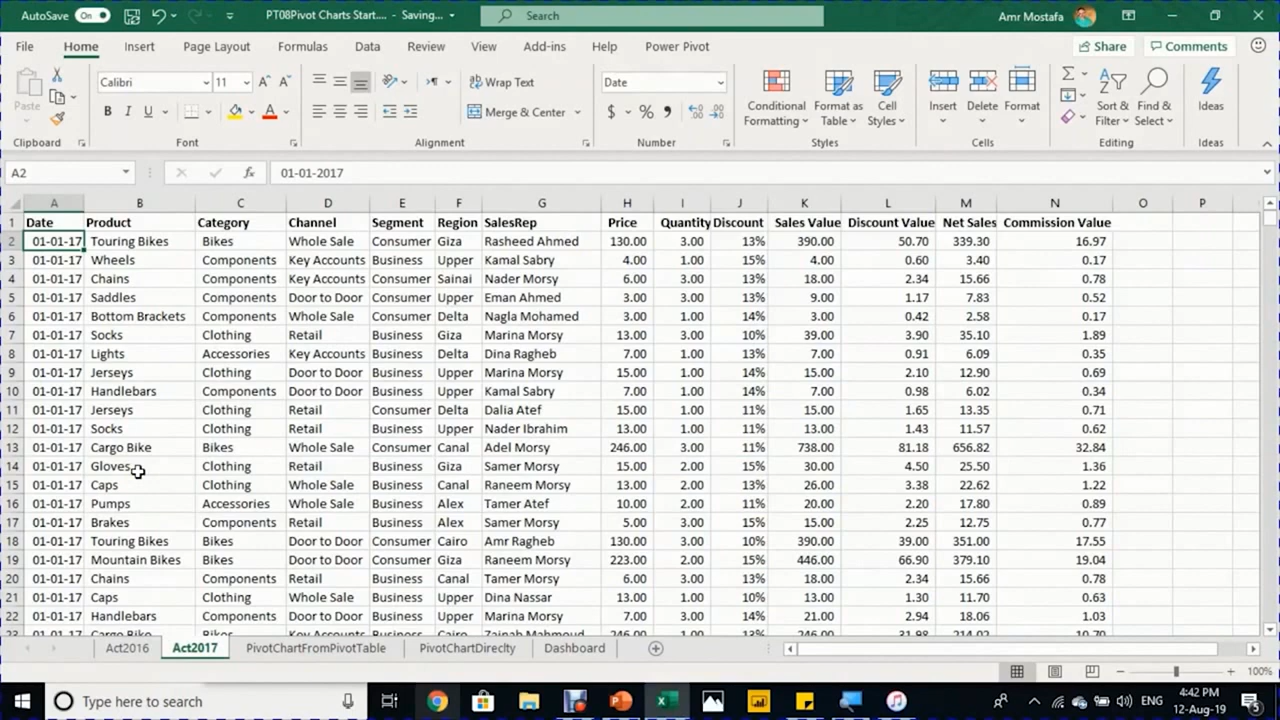 AutoSave On PT08Pivot Charts Start.... - Saving... Search Amr Mostafa
File Home Insert Page Layout Formulas Data Review View Add-ins Help Power Pivot Share Comments
Paste Calibri 11 Wrap Text Date Conditional Formatting Format as Table Cell Styles Insert Delete Format Sort & Filter Find & Select Ideas
B I U Merge & Center $ %
Clipboard Font Alignment Number Styles Cells Editing Ideas
A2 fx 01-01-2017
A B C D E F G H I J K L M N O P
1 Date Product Category Channel Segment Region SalesRep Price Quantity Discount Sales Value Discount Value Net Sales Commission Value
2 01-01-17 Touring Bikes Bikes Whole Sale Consumer Giza Rasheed Ahmed 130.00 3.00 13% 390.00 50.70 339.30 16.97
3 01-01-17 Wheels Components Key Accounts Business Upper Kamal Sabry 4.00 1.00 15% 4.00 0.60 3.40 0.17
4 01-01-17 Chains Components Key Accounts Consumer Sainai Nader Morsy 6.00 3.00 13% 18.00 2.34 15.66 0.78
5 01-01-17 Saddles Components Door to Door Consumer Upper Eman Ahmed 3.00 3.00 13% 9.00 1.17 7.83 0.52
6 01-01-17 Bottom Brackets Components Whole Sale Consumer Delta Nagla Mohamed 3.00 1.00 14% 3.00 0.42 2.58 0.17
7 01-01-17 Socks Clothing Retail Business Giza Marina Morsy 13.00 3.00 10% 39.00 3.90 35.10 1.89
8 01-01-17 Lights Accessories Key Accounts Business Delta Dina Ragheb 7.00 1.00 13% 7.00 0.91 6.09 0.35
9 01-01-17 Jerseys Clothing Door to Door Business Upper Marina Morsy 15.00 1.00 14% 15.00 2.10 12.90 0.69
10 01-01-17 Handlebars Components Door to Door Business Upper Kamal Sabry 7.00 1.00 14% 7.00 0.98 6.02 0.34
11 01-01-17 Jerseys Clothing Retail Consumer Delta Dalia Atef 15.00 1.00 11% 15.00 1.65 13.35 0.71
12 01-01-17 Socks Clothing Retail Business Upper Nader Ibrahim 13.00 1.00 11% 13.00 1.43 11.57 0.62
13 01-01-17 Cargo Bike Bikes Whole Sale Consumer Canal Adel Morsy 246.00 3.00 11% 738.00 81.18 656.82 32.84
14 01-01-17 Gloves Clothing Retail Business Giza Samer Morsy 15.00 2.00 15% 30.00 4.50 25.50 1.36
15 01-01-17 Caps Clothing Whole Sale Business Canal Raneem Morsy 13.00 2.00 13% 26.00 3.38 22.62 1.22
16 01-01-17 Pumps Accessories Whole Sale Business Alex Tamer Atef 10.00 2.00 11% 20.00 2.20 17.80 0.89
17 01-01-17 Brakes Components Retail Business Alex Samer Morsy 5.00 3.00 15% 15.00 2.25 12.75 0.77
18 01-01-17 Touring Bikes Bikes Door to Door Consumer Cairo Amr Ragheb 130.00 3.00 10% 390.00 39.00 351.00 17.55
19 01-01-17 Mountain Bikes Bikes Door to Door Consumer Giza Raneem Morsy 223.00 2.00 15% 446.00 66.90 379.10 19.04
20 01-01-17 Chains Components Retail Business Canal Tamer Morsy 6.00 3.00 13% 18.00 2.34 15.66 0.78
21 01-01-17 Caps Clothing Whole Sale Business Upper Dina Nassar 13.00 1.00 10% 13.00 1.30 11.70 0.63
22 01-01-17 Handlebars Components Door to Door Business Upper Marina Morsy 7.00 3.00 14% 21.00 2.94 18.06 1.03
23 01-01-17 Cargo Bike Bikes Key Accounts Business Cairo Zainab Mahmoud 246.00 1.00 13% 246.00 31.98 214.02 10.70
Act2016 Act2017 PivotChartFromPivotTable PivotChartDireclty Dashboard
100%
Type here to search ENG 4:42 PM 12-Aug-19 5